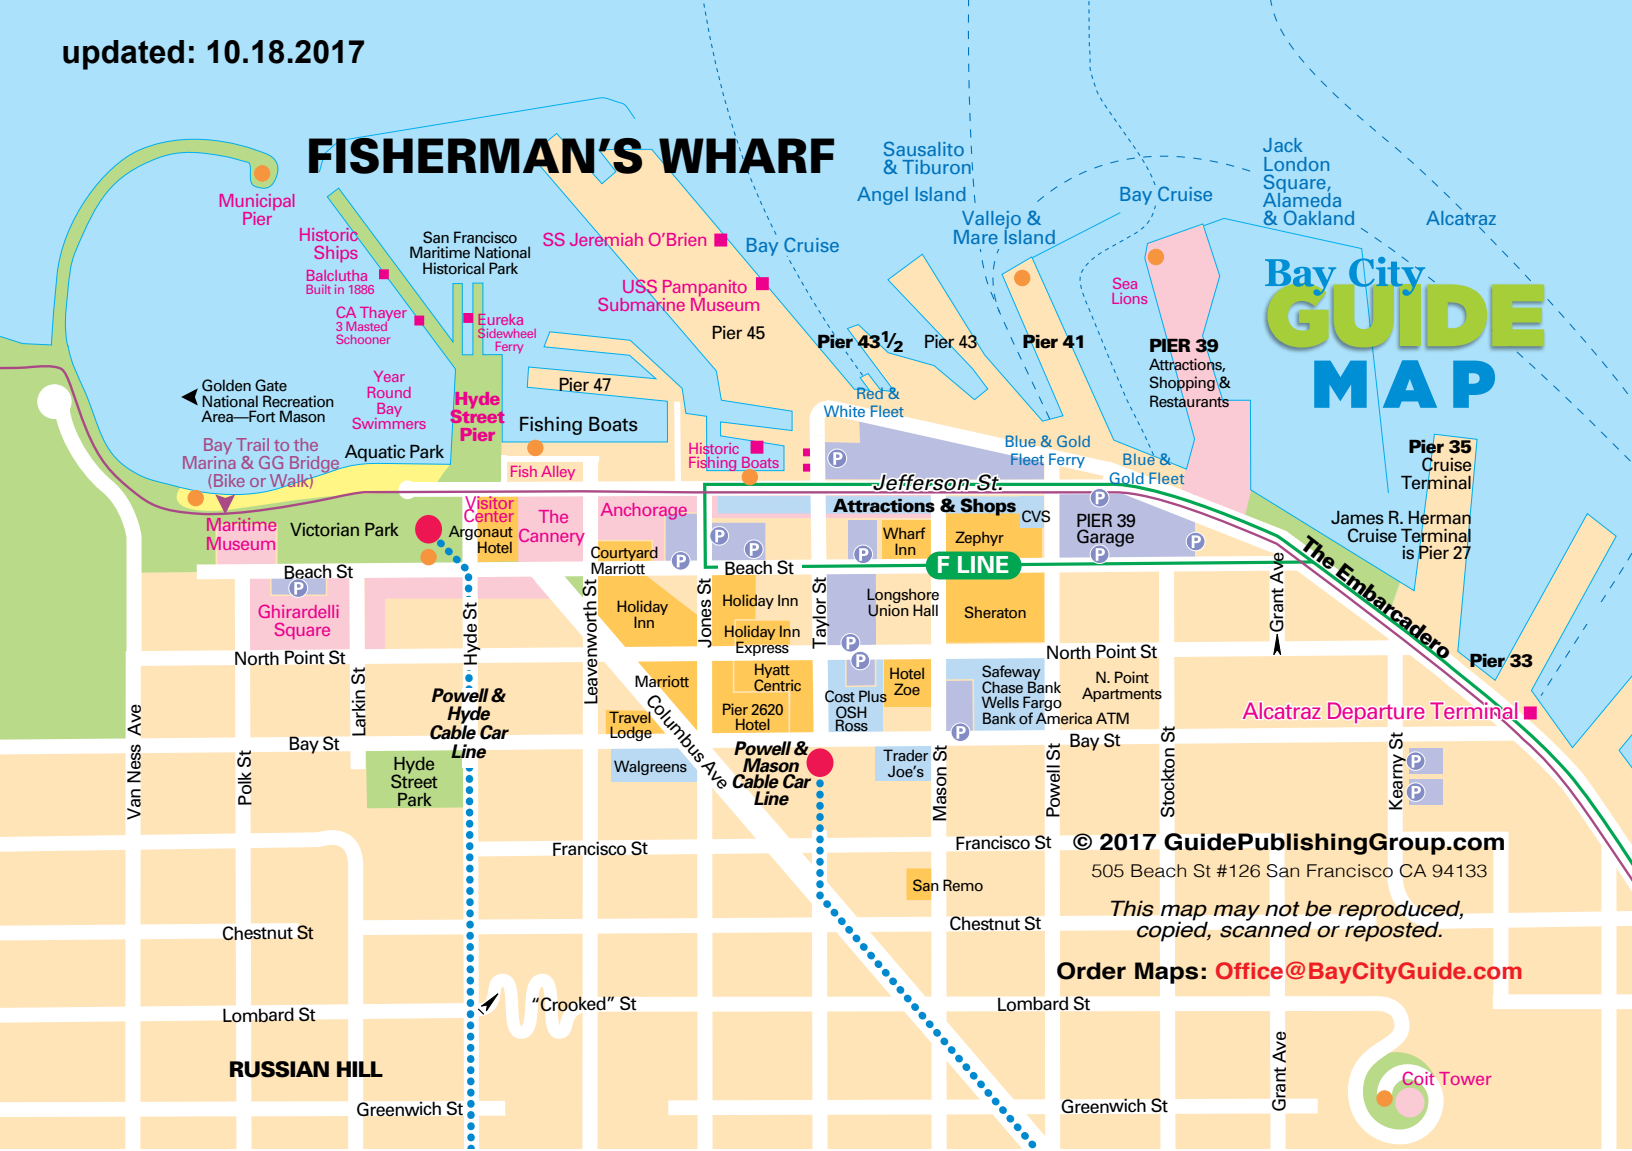 updated: 10.18.2017
FISHERMAN'S WHARF
Sausalito
& Tiburon
Angel Island
Vallejo &
Mare Island
Bay Cruise
Jack
London
Square,
Alameda
& Oakland
Alcatraz
Bay City
GUIDE
MAP
Municipal
Pier
Historic
Ships
Balclutha
Built in 1886
CA Thayer
3 Masted
Schooner
San Francisco
Maritime National
Historical Park
Eureka
Sidewheel
Ferry
SS Jeremiah O'Brien
Bay Cruise
USS Pampanito
Submarine Museum
Pier 45
Pier 43½
Pier 43
Pier 41
Sea
Lions
PIER 39
Attractions,
Shopping &
Restaurants
Golden Gate
National Recreation
Area—Fort Mason
Year
Round
Bay
Swimmers
Hyde
Street
Pier
Pier 47
Fishing Boats
Red &
White Fleet
Bay Trail to the
Marina & GG Bridge
(Bike or Walk)
Aquatic Park
Fish Alley
Historic
Fishing Boats
P
Blue & Gold
Fleet Ferry
Blue &
Gold Fleet
Pier 35
Cruise
Terminal
James R. Herman
Cruise Terminal
is Pier 27
Jefferson St.
Maritime
Museum
Victorian Park
Visitor
Center
Argonaut
Hotel
The
Cannery
Anchorage
Attractions & Shops
CVS
P
PIER 39
Garage
P
P
Courtyard
Marriott
P
P
P
P
Wharf
Inn
Zephyr
F LINE
The Embarcadero
Beach St
Beach St
P
Ghirardelli
Square
Holiday
Inn
Holiday Inn
Holiday Inn
Express
Longshore
Union Hall
Sheraton
P
P
Grant Ave
Hyde St
Leavenworth St
Jones St
Taylor St
North Point St
North Point St
Pier 33
Larkin St
Powell &
Hyde
Cable Car
Line
Marriott
Hyatt
Centric
Pier 2620
Hotel
Travel
Lodge
Cost Plus
OSH
Ross
Hotel
Zoe
Safeway
Chase Bank
Wells Fargo
Bank of America ATM
N. Point
Apartments
P
Alcatraz Departure Terminal
Columbus Ave
Bay St
Bay St
Van Ness Ave
Polk St
Hyde
Street
Park
Walgreens
Powell &
Mason
Cable Car
Line
Trader
Joe's
Mason St
Powell St
Stockton St
Kearny St
P
P
Francisco St
Francisco St
© 2017 GuidePublishingGroup.com
505 Beach St #126 San Francisco CA 94133
San Remo
This map may not be reproduced,
copied, scanned or reposted.
Chestnut St
Chestnut St
Order Maps: Office@BayCityGuide.com
Lombard St
"Crooked" St
Lombard St
RUSSIAN HILL
Grant Ave
Coit Tower
Greenwich St
Greenwich St